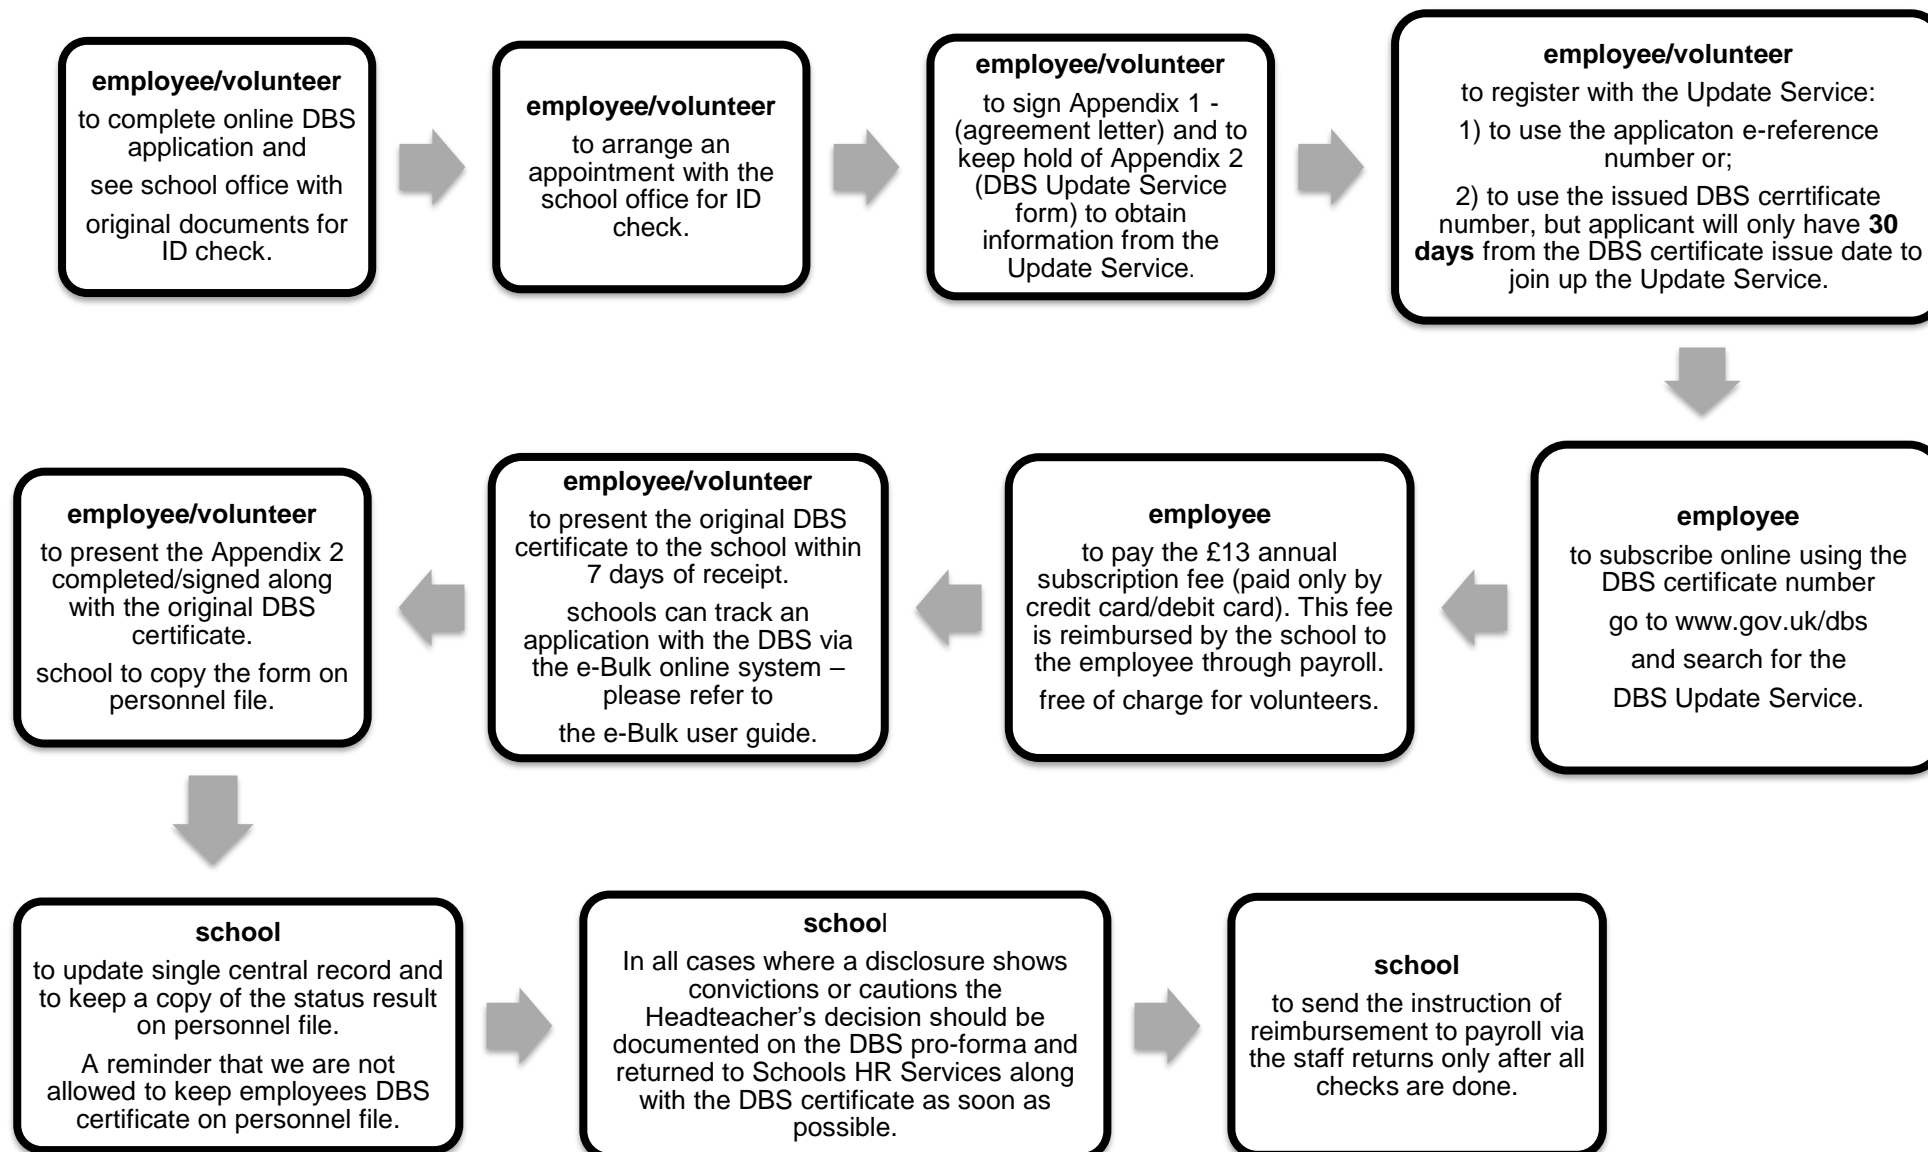 employee/volunteer
to complete online DBS
application and
see school office with
original documents for
ID check.
employee/volunteer
to arrange an
appointment with the
school office for ID
check.
employee/volunteer
to sign Appendix 1 -
(agreement letter) and to
keep hold of Appendix 2
(DBS Update Service
form) to obtain
information from the
Update Service.
employee/volunteer
to register with the Update Service:
1) to use the applicaton e-reference
number or;
2) to use the issued DBS cerrtificate
number, but applicant will only have 30
days from the DBS certificate issue date to
join up the Update Service.
employee
to subscribe online using the
DBS certificate number
go to www.gov.uk/dbs
and search for the
DBS Update Service.
employee
to pay the £13 annual
subscription fee (paid only by
credit card/debit card). This fee
is reimbursed by the school to
the employee through payroll.
free of charge for volunteers.
employee/volunteer
to present the original DBS
certificate to the school within
7 days of receipt.
schools can track an
application with the DBS via
the e-Bulk online system –
please refer to
the e-Bulk user guide.
employee/volunteer
to present the Appendix 2
completed/signed along
with the original DBS
certificate.
school to copy the form on
personnel file.
school
to update single central record and
to keep a copy of the status result
on personnel file.
A reminder that we are not
allowed to keep employees DBS
certificate on personnel file.
school
In all cases where a disclosure shows
convictions or cautions the
Headteacher’s decision should be
documented on the DBS pro-forma and
returned to Schools HR Services along
with the DBS certificate as soon as
possible.
school
to send the instruction of
reimbursement to payroll via
the staff returns only after all
checks are done.